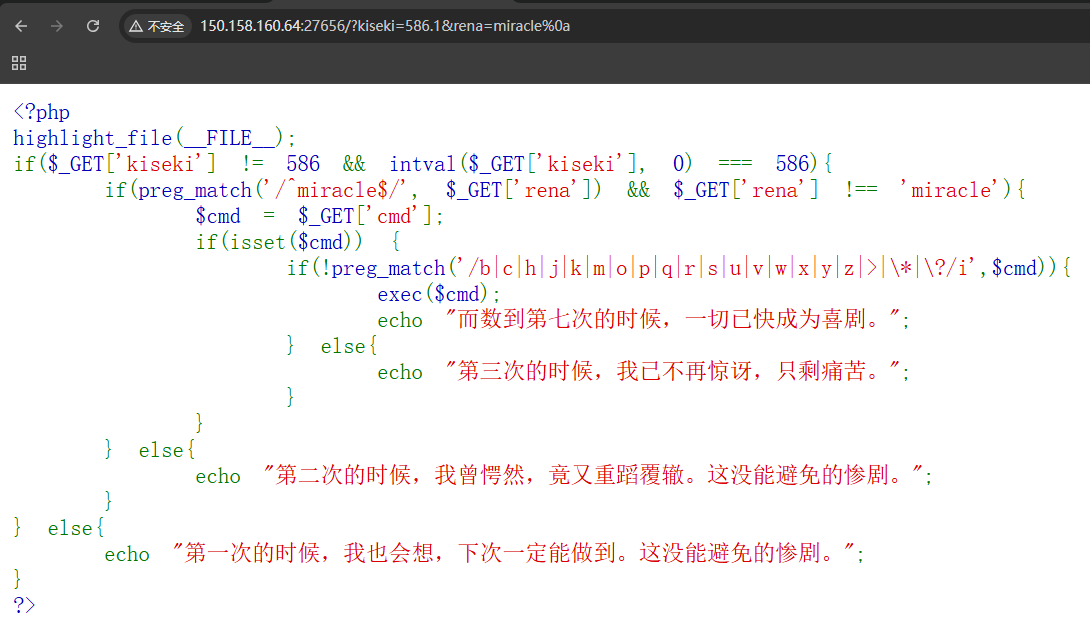 不安全 150.158.160.64:27656/?kiseki=586.1&rena=miracle%0a
<?php
highlight_file(__FILE__);
if($_GET['kiseki'] != 586 && intval($_GET['kiseki'], 0) === 586){
if(preg_match('/^miracle$/', $_GET['rena']) && $_GET['rena'] !== 'miracle'){
$cmd = $_GET['cmd'];
if(isset($cmd)) {
if(!preg_match('/b|c|h|j|k|m|o|p|q|r|s|u|v|w|x|y|z|>|\*|\?/i',$cmd)){
exec($cmd);
echo "而数到第七次的时候，一切已快成为喜剧。";
} else{
echo "第三次的时候，我已不再惊讶，只剩痛苦。";
}
}
} else{
echo "第二次的时候，我曾愕然，竟又重蹈覆辙。这没能避免的惨剧。";
}
} else{
echo "第一次的时候，我也会想，下次一定能做到。这没能避免的惨剧。";
}
?>